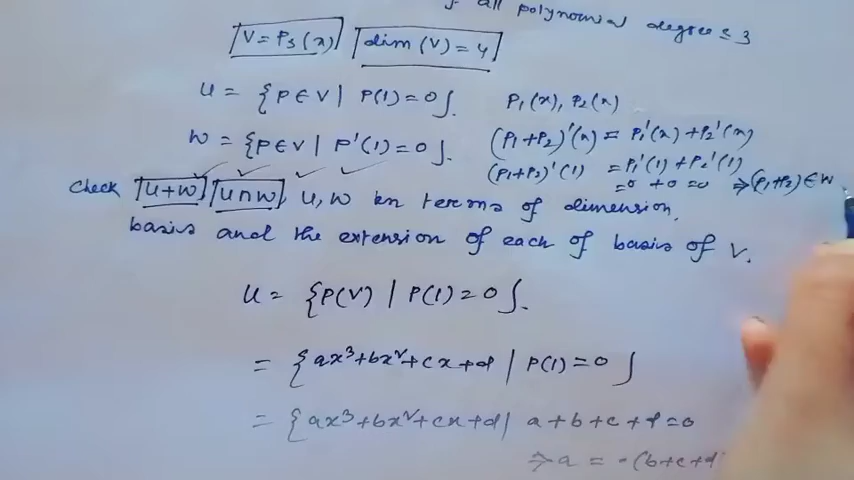 all polynomial degree ≤ 3
V = P₃(x) dim (V) = 4
U = {P∈V | P(1) = 0}. P₁(x), P₂(x)
W = {P∈V | P'(1) = 0}. (P₁+P₂)'(x) = P₁'(x) + P₂'(x)
(P₁+P₂)'(1) = P₁'(1) + P₂'(1)
= 0 + 0 = 0 ⇒ (P₁+P₂) ∈ W
Check U+W, U∩W, U, W in terms of dimension,
basis and the extension of each of basis of V.
U = {P(V) | P(1) = 0}.
= {ax³+bx²+cx+d | P(1) = 0}
= {ax³+bx²+cx+d | a+b+c+d = 0
⇒ a = -(b+c+d)